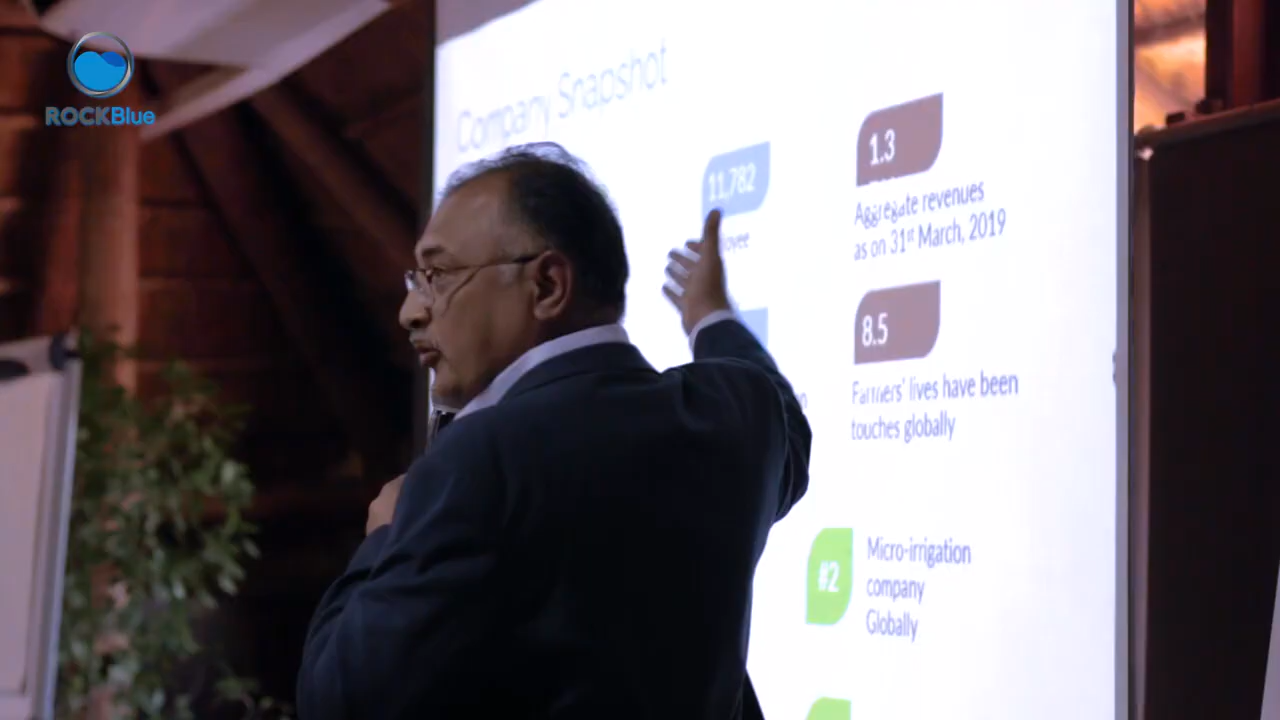 ROCKBlue
Company Snapshot
11,782
1.3
Aggregate revenues
as on 31st March, 2019
8.5
Farmers' lives have been
touches globally
#2
Micro-irrigation
company
Globally